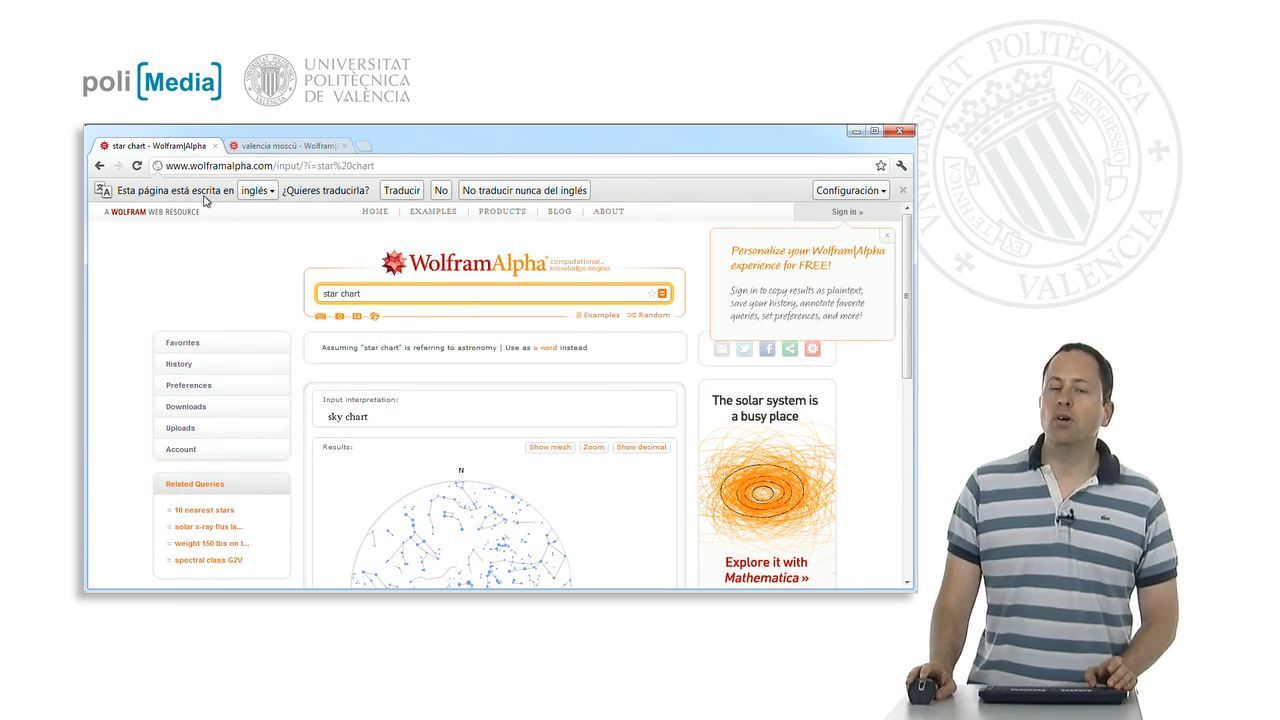 poli [Media]
UNIVERSITAT
POLITÈCNICA
DE VALÈNCIA
UNIVERSITAT POLITÈCNICA DE VALÈNCIA
PROGRESSIO
star chart - Wolfram|Alpha
valencia moscú - Wolfram|
www.wolframalpha.com/input/?i=star%20chart
Esta página está escrita en inglés ¿Quieres traducirla? Traducir No No traducir nunca del inglés Configuración
A WOLFRAM WEB RESOURCE
HOME | EXAMPLES | PRODUCTS | BLOG | ABOUT
Sign in »
Personalize your Wolfram|Alpha
experience for FREE!
Sign in to copy results as plaintext,
save your history, annotate favorite
queries, set preferences, and more!
WolframAlpha computational
knowledge engine
star chart
Examples Random
Favorites
History
Preferences
Downloads
Uploads
Account
Related Queries
10 nearest stars
solar x-ray flux la...
weight 150 lbs on t...
spectral class G2V
Assuming "star chart" is referring to astronomy | Use as a word instead
Input interpretation:
sky chart
Results:
Show mesh Zoom Show decimal
N
The solar system is
a busy place
Explore it with
Mathematica »